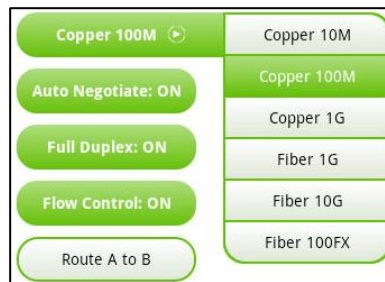 Copper 100M
Auto Negotiate: ON
Full Duplex: ON
Flow Control: ON
Route A to B
Copper 10M
Copper 100M
Copper 1G
Fiber 1G
Fiber 10G
Fiber 100FX